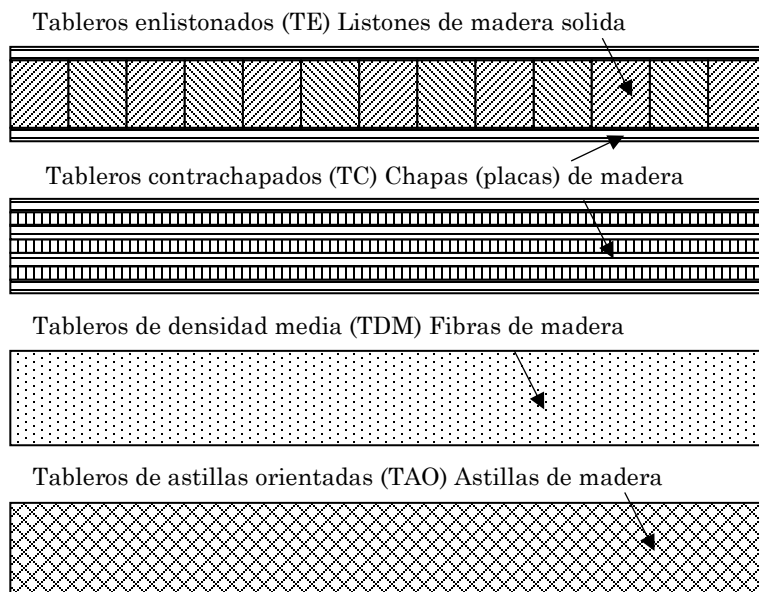 Tableros enlistonados (TE) Listones de madera solida
Tableros contrachapados (TC) Chapas (placas) de madera
Tableros de densidad media (TDM) Fibras de madera
Tableros de astillas orientadas (TAO) Astillas de madera